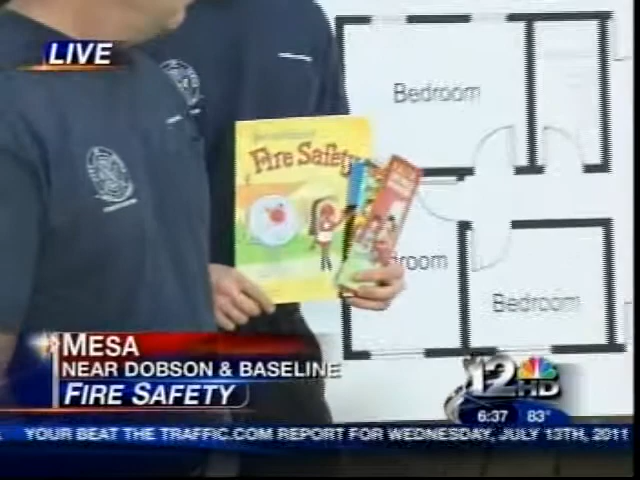 LIVE
Bedroom
Fire Safety
room
Bedroom
MESA
NEAR DOBSON & BASELINE
FIRE SAFETY
12 HD
6:37 83°
YOUR BEAT THE TRAFFIC.COM REPORT FOR WEDNESDAY, JULY 13TH, 2011